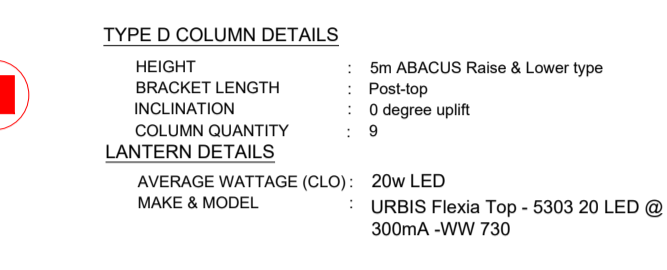 TYPE D COLUMN DETAILS
HEIGHT : 5m ABACUS Raise & Lower type
BRACKET LENGTH : Post-top
INCLINATION : 0 degree uplift
COLUMN QUANTITY : 9
LANTERN DETAILS
AVERAGE WATTAGE (CLO) : 20w LED
MAKE & MODEL : URBIS Flexia Top - 5303 20 LED @
300mA -WW 730